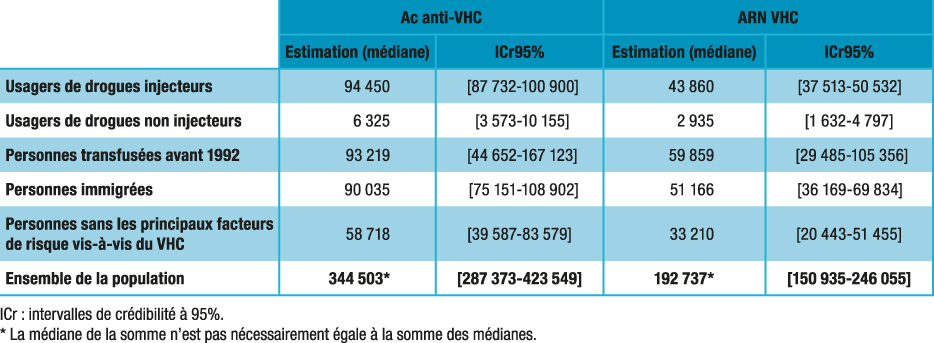 Ac anti-VHC ARN VHC
Estimation (médiane) ICr95% Estimation (médiane) ICr95%
Usagers de drogues injecteurs 94 450 [87 732-100 900] 43 860 [37 513-50 532]
Usagers de drogues non injecteurs 6 325 [3 573-10 155] 2 935 [1 632-4 797]
Personnes transfusées avant 1992 93 219 [44 652-167 123] 59 859 [29 485-105 356]
Personnes immigrées 90 035 [75 151-108 902] 51 166 [36 169-69 834]
Personnes sans les principaux facteurs
de risque vis-à-vis du VHC 58 718 [39 587-83 579] 33 210 [20 443-51 455]
Ensemble de la population 344 503* [287 373-423 549] 192 737* [150 935-246 055]
ICr : intervalles de crédibilité à 95%.
* La médiane de la somme n’est pas nécessairement égale à la somme des médianes.